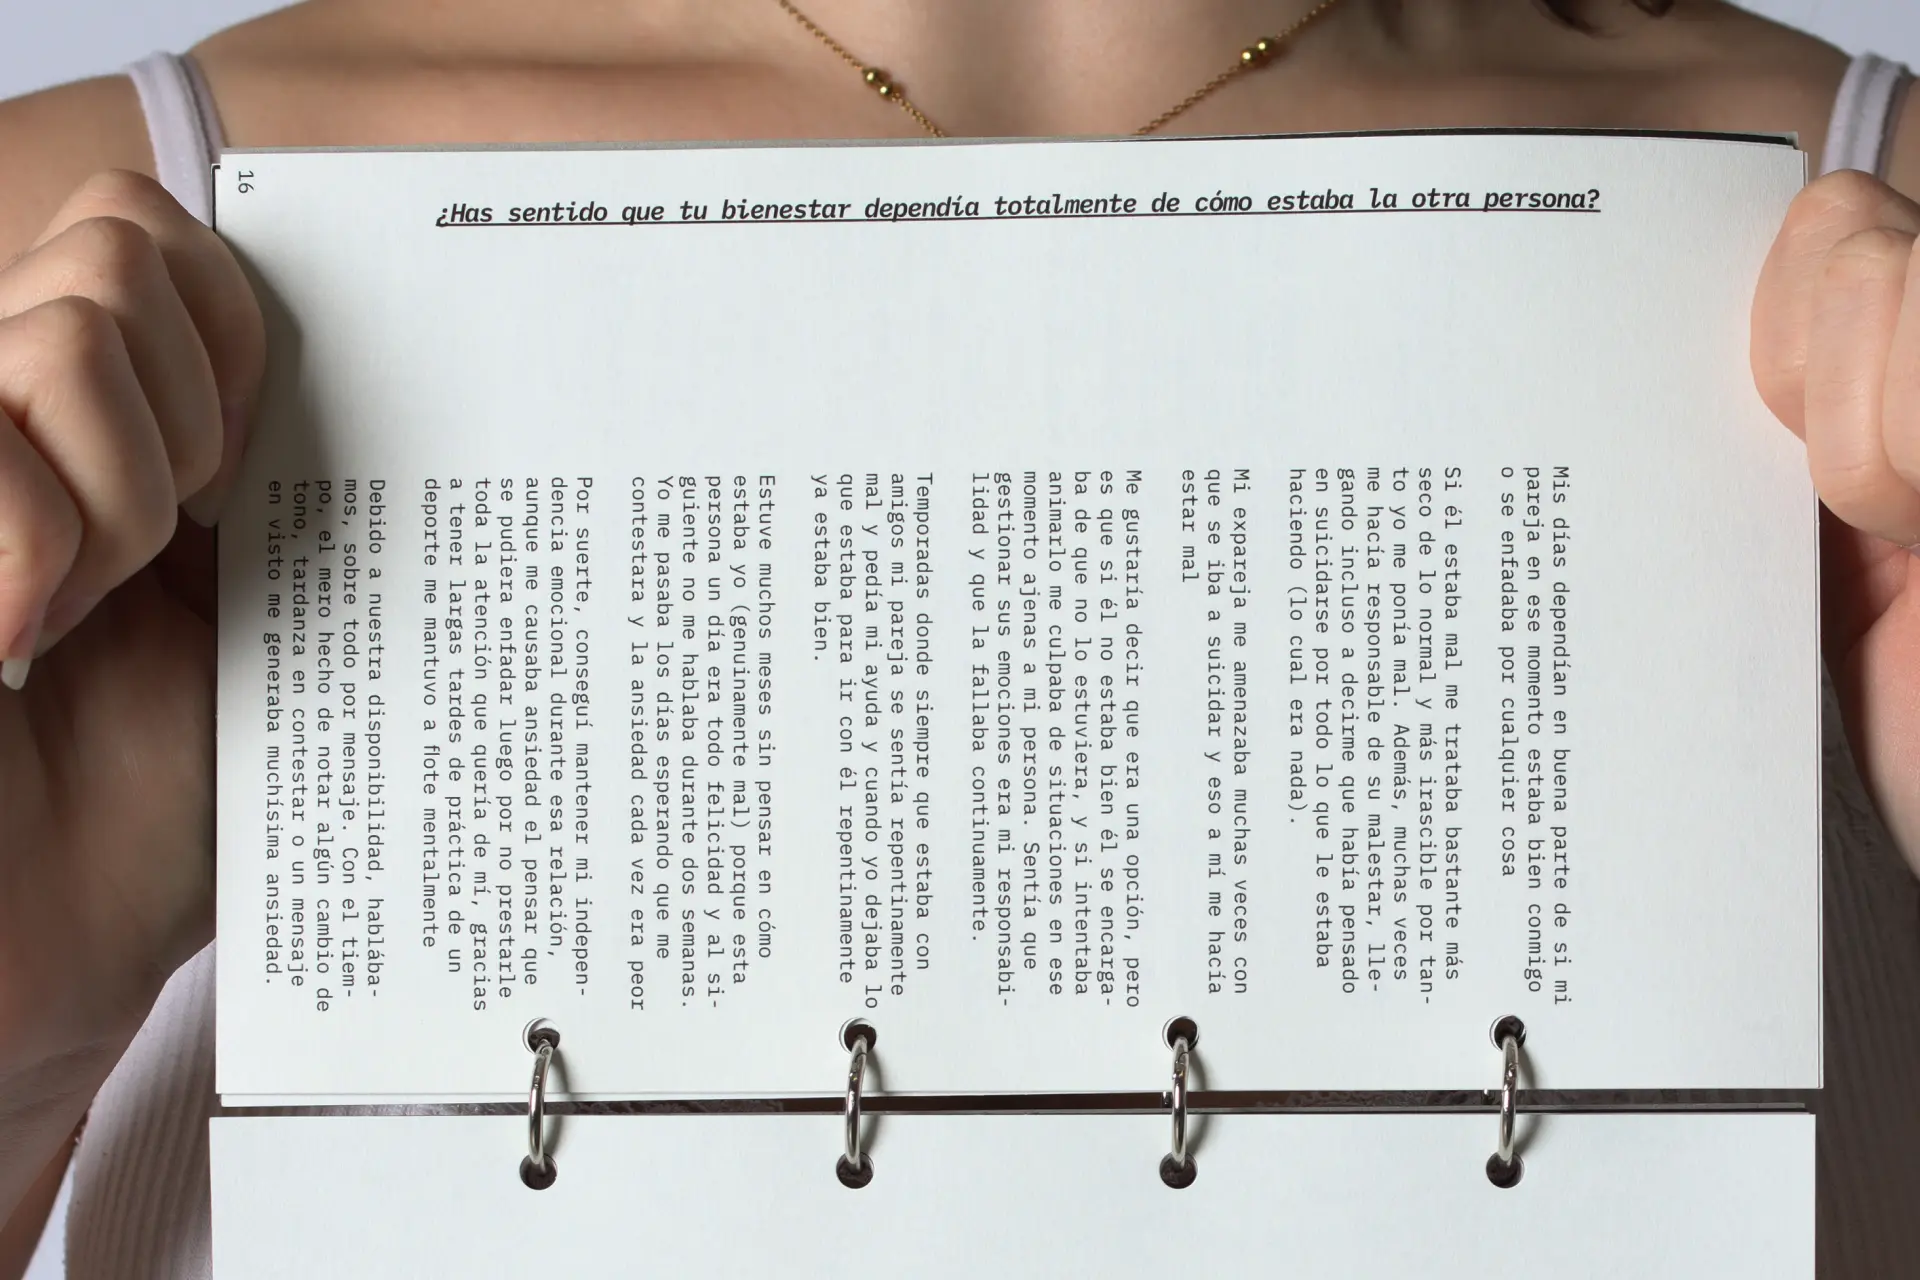 16
¿Has sentido que tu bienestar dependía totalmente de cómo estaba la otra persona?
Mis días dependían en buena parte de si mi
pareja en ese momento estaba bien conmigo
o se enfadaba por cualquier cosa
Si él estaba mal me trataba bastante más
seco de lo normal y más irascible por tan-
to yo me ponía mal. Además, muchas veces
me hacía responsable de su malestar, lle-
gando incluso a decirme que había pensado
en suicidarse por todo lo que le estaba
haciendo (lo cual era nada).
Mi expareja me amenazaba muchas veces con
que se iba a suicidar y eso a mí me hacía
estar mal
Me gustaría decir que era una opción, pero
es que si él no estaba bien él se encarga-
ba de que no lo estuviera, y si intentaba
animarlo me culpaba de situaciones en ese
momento ajenas a mi persona. Sentía que
gestionar sus emociones era mi responsabi-
lidad y que la fallaba continuamente.
Temporadas donde siempre que estaba con
amigos mi pareja se sentía repentinamente
mal y pedía mi ayuda y cuando yo dejaba lo
que estaba para ir con él repentinamente
ya estaba bien.
Estuve muchos meses sin pensar en cómo
estaba yo (genuinamente mal) porque esta
persona un día era todo felicidad y al si-
guiente no me hablaba durante dos semanas.
Yo me pasaba los días esperando que me
contestara y la ansiedad cada vez era peor
Por suerte, conseguí mantener mi indepen-
dencia emocional durante esa relación,
aunque me causaba ansiedad el pensar que
se pudiera enfadar luego por no prestarle
toda la atención que quería de mí, gracias
a tener largas tardes de práctica de un
deporte me mantuvo a flote mentalmente
Debido a nuestra disponibilidad, hablába-
mos, sobre todo por mensaje. Con el tiem-
po, el mero hecho de notar algún cambio de
tono, tardanza en contestar o un mensaje
en visto me generaba muchísima ansiedad.